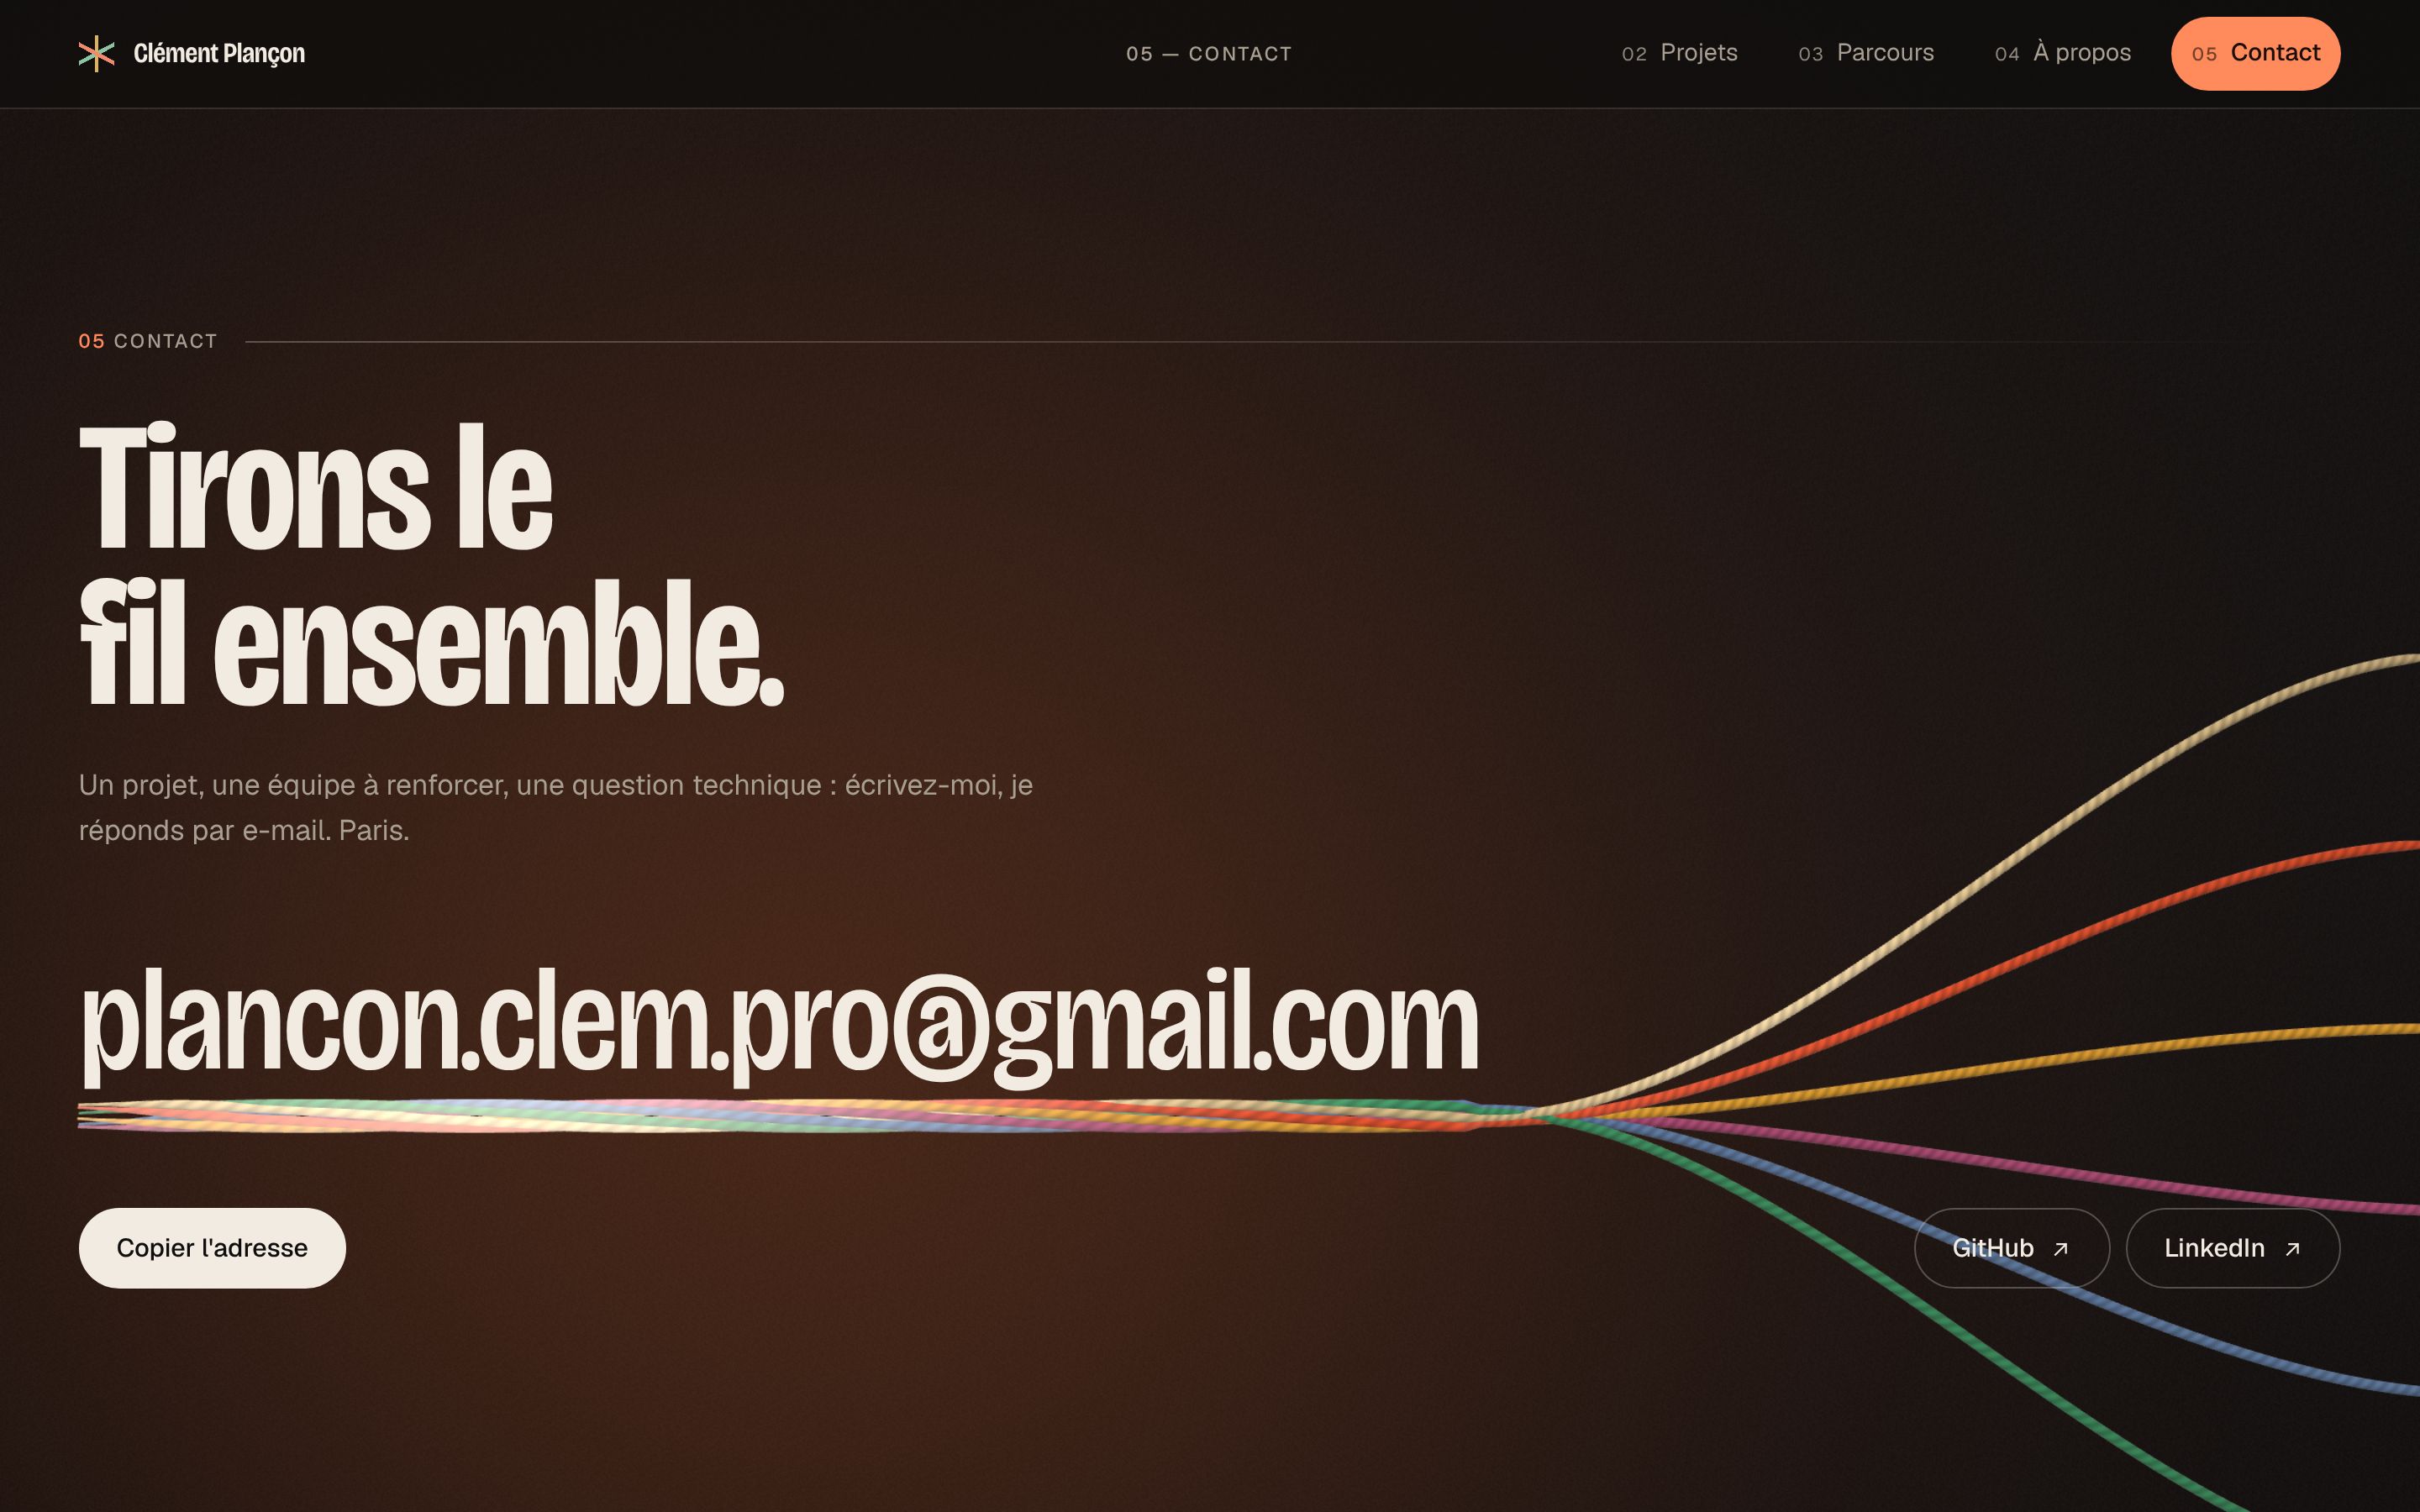 Clément Plançon
05 — CONTACT
02 Projets
03 Parcours
04 À propos
05 Contact
05 CONTACT
Tirons le
fil ensemble.
Un projet, une équipe à renforcer, une question technique : écrivez-moi, je
réponds par e-mail. Paris.
plancon.clem.pro@gmail.com
Copier l'adresse
GitHub ↗
LinkedIn ↗